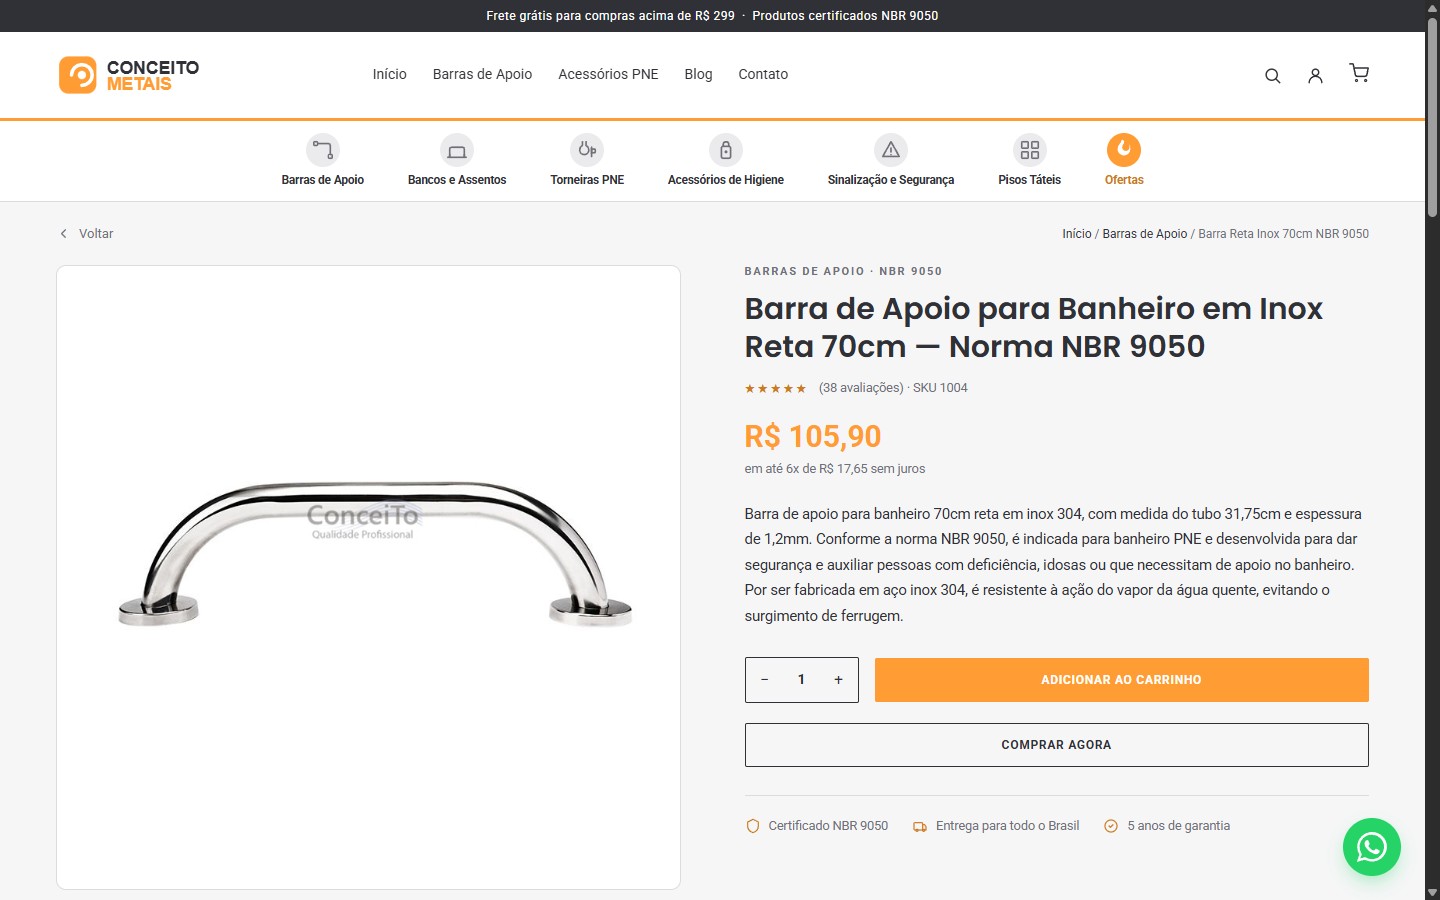 Frete grátis para compras acima de R$ 299 · Produtos certificados NBR 9050
CONCEITO
METAIS
Início
Barras de Apoio
Acessórios PNE
Blog
Contato
Barras de Apoio
Bancos e Assentos
Torneiras PNE
Acessórios de Higiene
Sinalização e Segurança
Pisos Táteis
Ofertas
Voltar
Início / Barras de Apoio / Barra Reta Inox 70cm NBR 9050
ConceiTo
Qualidade Profissional
BARRAS DE APOIO · NBR 9050
Barra de Apoio para Banheiro em Inox
Reta 70cm — Norma NBR 9050
★★★★★ (38 avaliações) · SKU 1004
R$ 105,90
em até 6x de R$ 17,65 sem juros
Barra de apoio para banheiro 70cm reta em inox 304, com medida do tubo 31,75cm e espessura
de 1,2mm. Conforme a norma NBR 9050, é indicada para banheiro PNE e desenvolvida para dar
segurança e auxiliar pessoas com deficiência, idosas ou que necessitam de apoio no banheiro.
Por ser fabricada em aço inox 304, é resistente à ação do vapor da água quente, evitando o
surgimento de ferrugem.
− 1 +
ADICIONAR AO CARRINHO
COMPRAR AGORA
Certificado NBR 9050
Entrega para todo o Brasil
5 anos de garantia